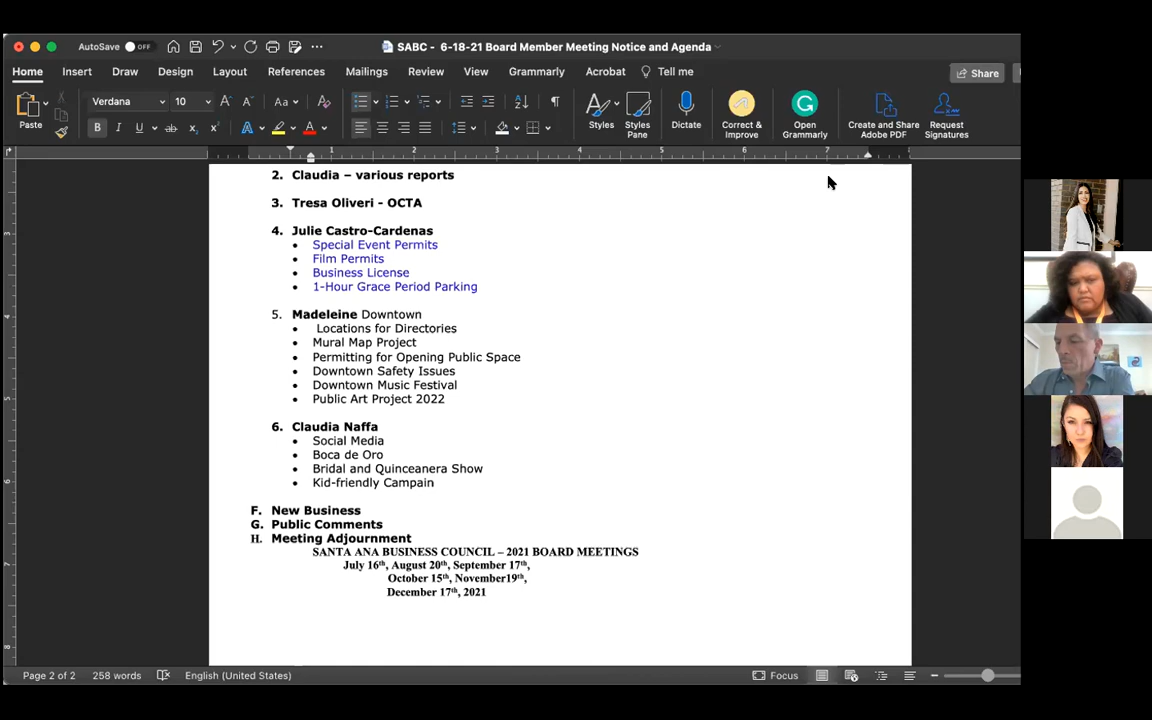 AutoSave OFF
SABC - 6-18-21 Board Member Meeting Notice and Agenda
Home Insert Draw Design Layout References Mailings Review View Grammarly Acrobat Tell me Share
Verdana 10
Paste Styles Styles Pane Dictate Correct & Improve Open Grammarly Create and Share Adobe PDF Request Signatures
1 2 3 4 5 6 7
2. Claudia – various reports
3. Tresa Oliveri - OCTA
4. Julie Castro-Cardenas
• Special Event Permits
• Film Permits
• Business License
• 1-Hour Grace Period Parking
5. Madeleine Downtown
• Locations for Directories
• Mural Map Project
• Permitting for Opening Public Space
• Downtown Safety Issues
• Downtown Music Festival
• Public Art Project 2022
6. Claudia Naffa
• Social Media
• Boca de Oro
• Bridal and Quinceanera Show
• Kid-friendly Campain
F. New Business
G. Public Comments
H. Meeting Adjournment
SANTA ANA BUSINESS COUNCIL – 2021 BOARD MEETINGS
July 16th, August 20th, September 17th,
October 15th, November19th,
December 17th, 2021
Page 2 of 2 258 words English (United States) Focus